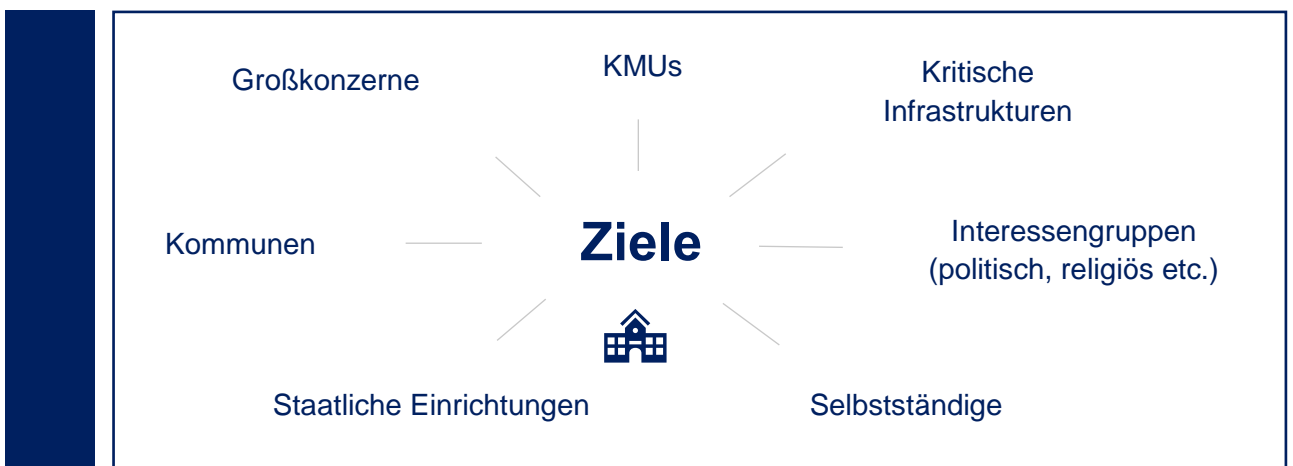 KMUs
Großkonzerne
Kritische
Infrastrukturen
Kommunen
Ziele
Interessengruppen
(politisch, religiös etc.)
Staatliche Einrichtungen
Selbstständige